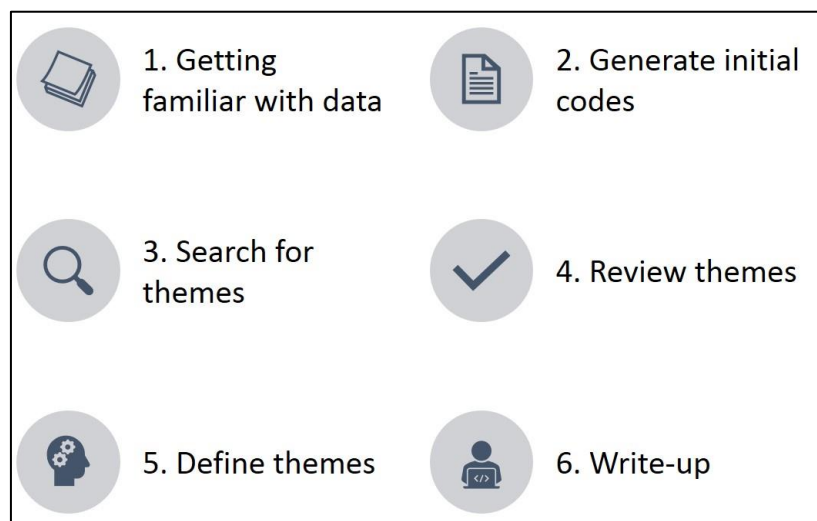 1. Getting
familiar with data
2. Generate initial
codes
3. Search for
themes
4. Review themes
5. Define themes
6. Write-up